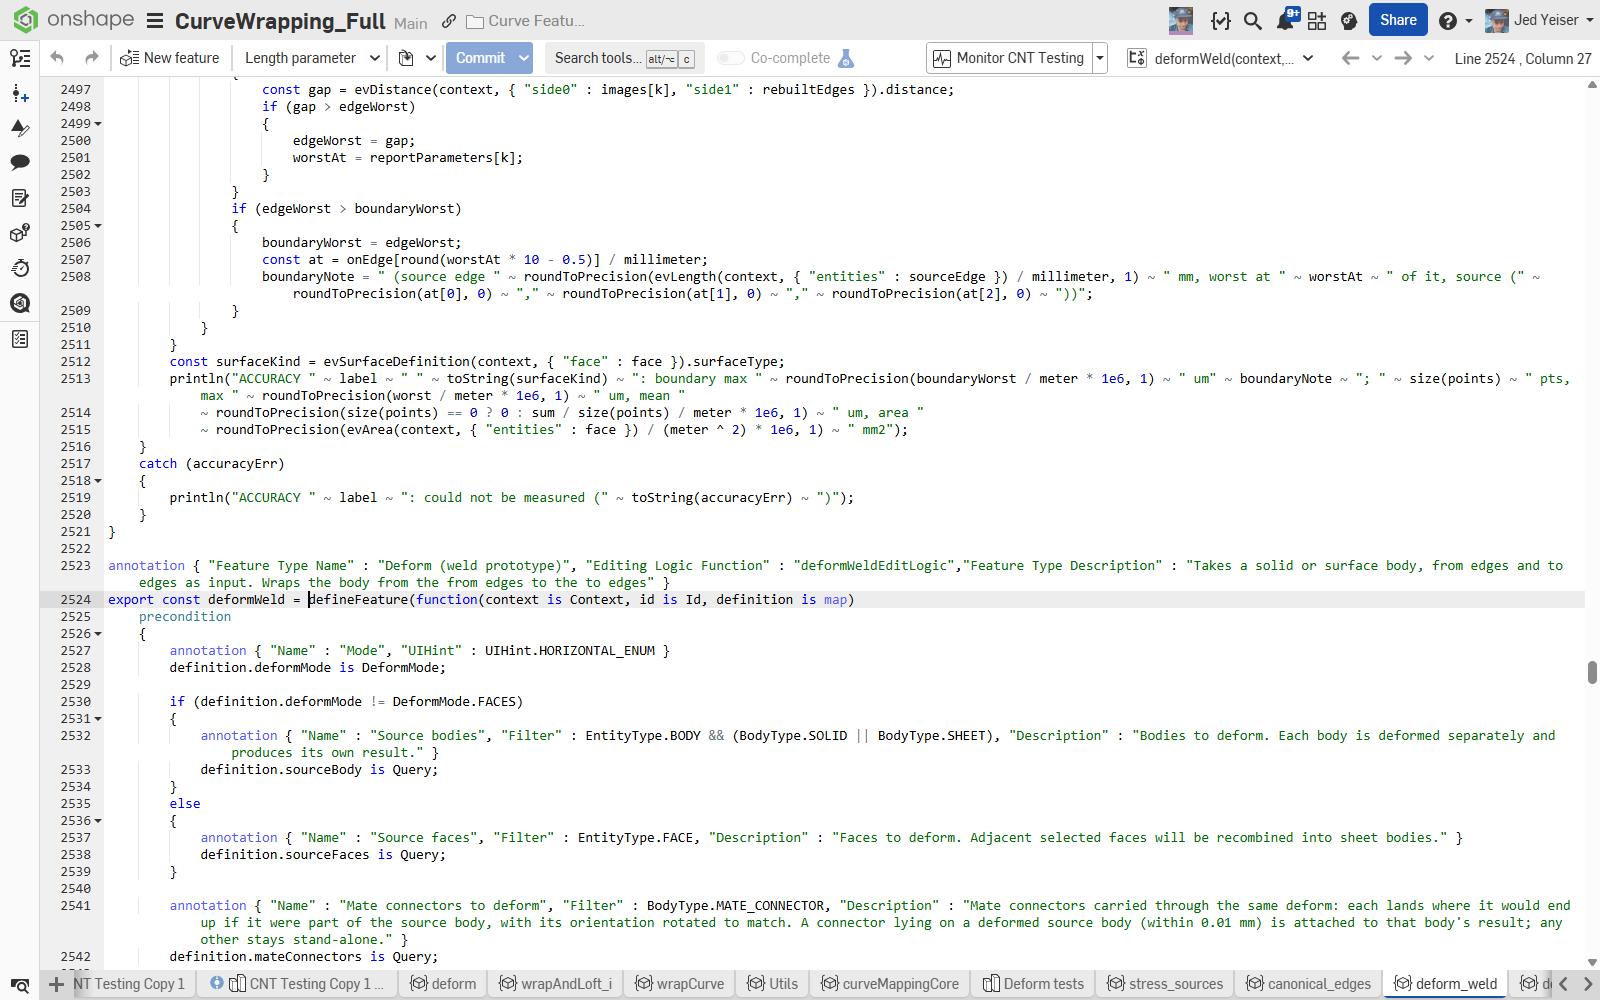 onshape CurveWrapping_Full Main Curve Featu... 9+ Share Jed Yeiser
New feature Length parameter Commit Search tools... alt/⌥ c Co-complete Monitor CNT Testing deformWeld(context,... Line 2524 , Column 27
2497 const gap = evDistance(context, { "side0" : images[k], "side1" : rebuiltEdges }).distance;
2498 if (gap > edgeWorst)
2499 {
2500 edgeWorst = gap;
2501 worstAt = reportParameters[k];
2502 }
2503 }
2504 if (edgeWorst > boundaryWorst)
2505 {
2506 boundaryWorst = edgeWorst;
2507 const at = onEdge[round(worstAt * 10 - 0.5)] / millimeter;
2508 boundaryNote = " (source edge " ~ roundToPrecision(evLength(context, { "entities" : sourceEdge }) / millimeter, 1) ~ " mm, worst at " ~ worstAt ~ " of it, source (" ~
roundToPrecision(at[0], 0) ~ "," ~ roundToPrecision(at[1], 0) ~ "," ~ roundToPrecision(at[2], 0) ~ "))";
2509 }
2510 }
2511 }
2512 const surfaceKind = evSurfaceDefinition(context, { "face" : face }).surfaceType;
2513 println("ACCURACY " ~ label ~ " " ~ toString(surfaceKind) ~ ": boundary max " ~ roundToPrecision(boundaryWorst / meter * 1e6, 1) ~ " um" ~ boundaryNote ~ "; " ~ size(points) ~ " pts,
max " ~ roundToPrecision(worst / meter * 1e6, 1) ~ " um, mean "
2514 ~ roundToPrecision(size(points) == 0 ? 0 : sum / size(points) / meter * 1e6, 1) ~ " um, area "
2515 ~ roundToPrecision(evArea(context, { "entities" : face }) / (meter ^ 2) * 1e6, 1) ~ " mm2");
2516 }
2517 catch (accuracyErr)
2518 {
2519 println("ACCURACY " ~ label ~ ": could not be measured (" ~ toString(accuracyErr) ~ ")");
2520 }
2521 }
2522
2523 annotation { "Feature Type Name" : "Deform (weld prototype)", "Editing Logic Function" : "deformWeldEditLogic","Feature Type Description" : "Takes a solid or surface body, from edges and to
edges as input. Wraps the body from the from edges to the to edges" }
2524 export const deformWeld = defineFeature(function(context is Context, id is Id, definition is map)
2525 precondition
2526 {
2527 annotation { "Name" : "Mode", "UIHint" : UIHint.HORIZONTAL_ENUM }
2528 definition.deformMode is DeformMode;
2529
2530 if (definition.deformMode != DeformMode.FACES)
2531 {
2532 annotation { "Name" : "Source bodies", "Filter" : EntityType.BODY && (BodyType.SOLID || BodyType.SHEET), "Description" : "Bodies to deform. Each body is deformed separately and
produces its own result." }
2533 definition.sourceBody is Query;
2534 }
2535 else
2536 {
2537 annotation { "Name" : "Source faces", "Filter" : EntityType.FACE, "Description" : "Faces to deform. Adjacent selected faces will be recombined into sheet bodies." }
2538 definition.sourceFaces is Query;
2539 }
2540
2541 annotation { "Name" : "Mate connectors to deform", "Filter" : BodyType.MATE_CONNECTOR, "Description" : "Mate connectors carried through the same deform: each lands where it would end
up if it were part of the source body, with its orientation rotated to match. A connector lying on a deformed source body (within 0.01 mm) is attached to that body's result; any
other stays stand-alone." }
2542 definition.mateConnectors is Query;
NT Testing Copy 1 CNT Testing Copy 1 ... deform wrapAndLoft_i wrapCurve Utils curveMappingCore Deform tests stress_sources canonical_edges deform_weld